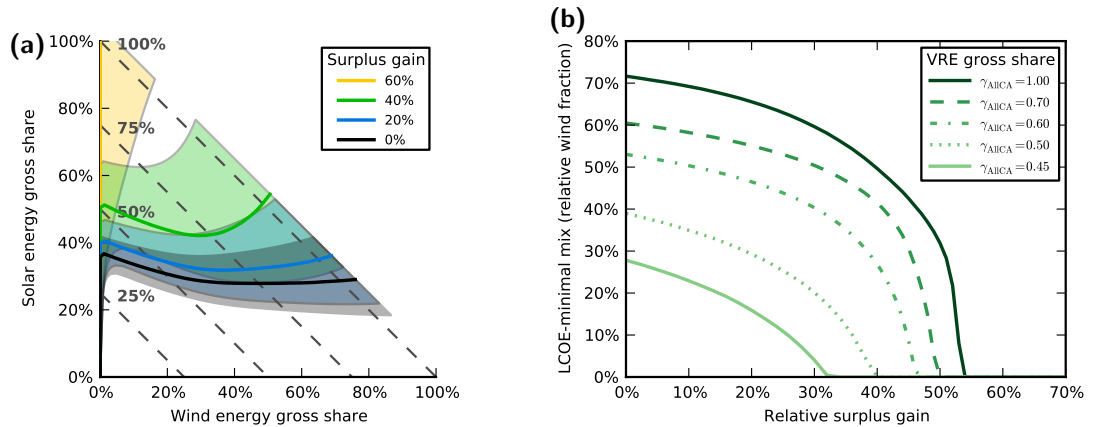 (a)
100%
80%
60%
40%
20%
0%
Solar energy gross share
100%
75%
50%
25%
Surplus gain
60%
40%
20%
0%
0% 20% 40% 60% 80% 100%
Wind energy gross share
(b)
80%
70%
60%
50%
40%
30%
20%
10%
0%
LCOE-minimal mix (relative wind fraction)
VRE gross share
γAllCA=1.00
γAllCA=0.70
γAllCA=0.60
γAllCA=0.50
γAllCA=0.45
0% 10% 20% 30% 40% 50% 60% 70%
Relative surplus gain